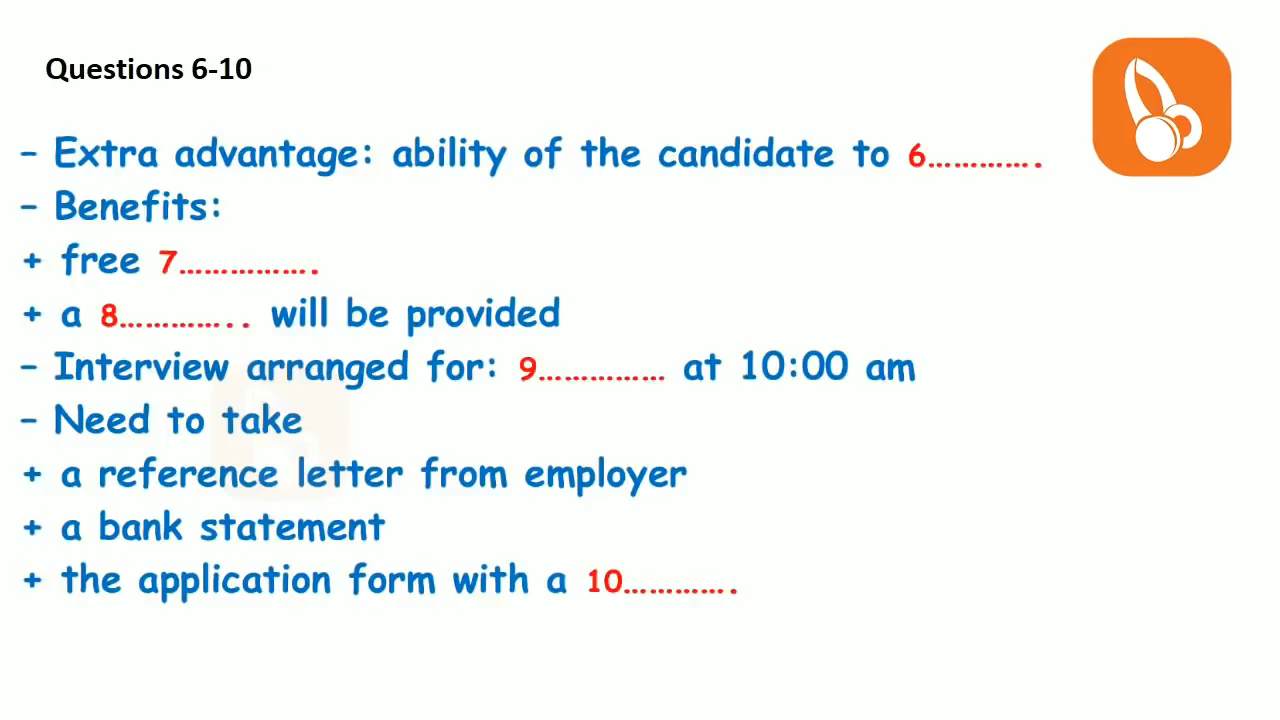 Questions 6-10
– Extra advantage: ability of the candidate to 6………….
– Benefits:
+ free 7…………….
+ a 8………….. will be provided
– Interview arranged for: 9…………… at 10:00 am
– Need to take
+ a reference letter from employer
+ a bank statement
+ the application form with a 10………….